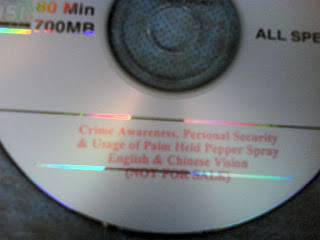 80 Min
700MB
ALL SPE
Crime Awareness, Personal Security
& Usage of Palm Held Pepper Spray
English & Chinese Vision
(NOT FOR SALE)